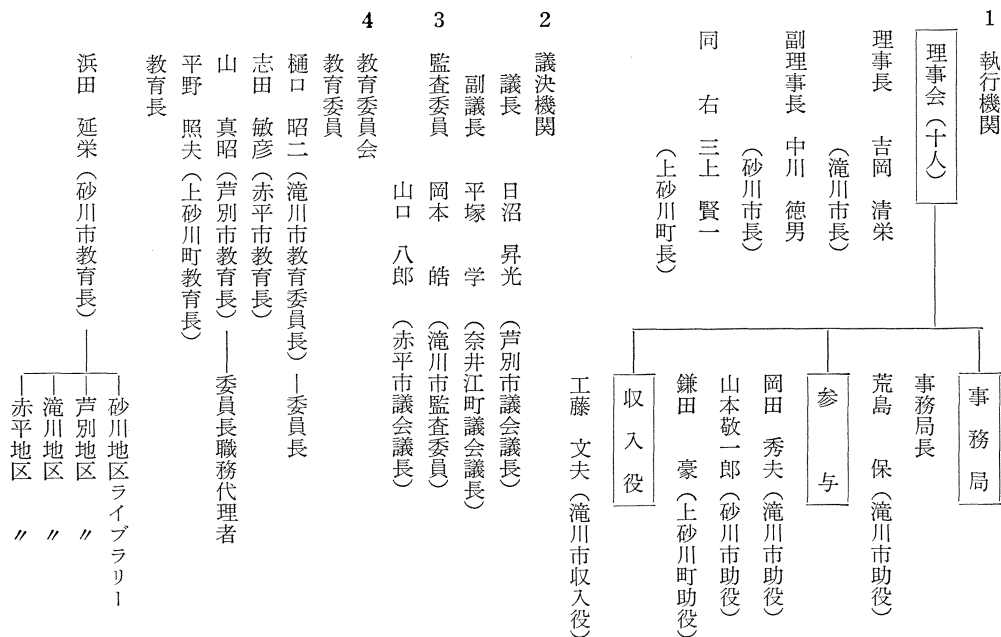 1 執行機関
理事会（十人）
理事長 吉岡 清栄
（滝川市長）
副理事長 中川 徳男
（砂川市長）
同 右 三上 賢一
（上砂川町長）
事務局
事務局長
荒島 保（滝川市助役）
参与
岡田 秀夫（滝川市助役）
山本敬一郎（砂川市助役）
鎌田 豪（上砂川町助役）
収入役
工藤 文夫（滝川市収入役）
2 議決機関
議長 日沼 昇光（芦別市議会議長）
副議長 平塚 学（奈井江町議会議長）
3 監査委員 岡本 皓（滝川市監査委員）
山口 八郎（赤平市議会議長）
4 教育委員会
教育委員
樋口 昭二（滝川市教育委員長）―委員長
志田 敏彦（赤平市教育長）
山 真昭（芦別市教育長）――委員長職務代理者
平野 照夫（上砂川町教育長）
教育長
浜田 延栄（砂川市教育長）
砂川地区ライブラリー
芦別地区 〃
滝川地区 〃
赤平地区 〃